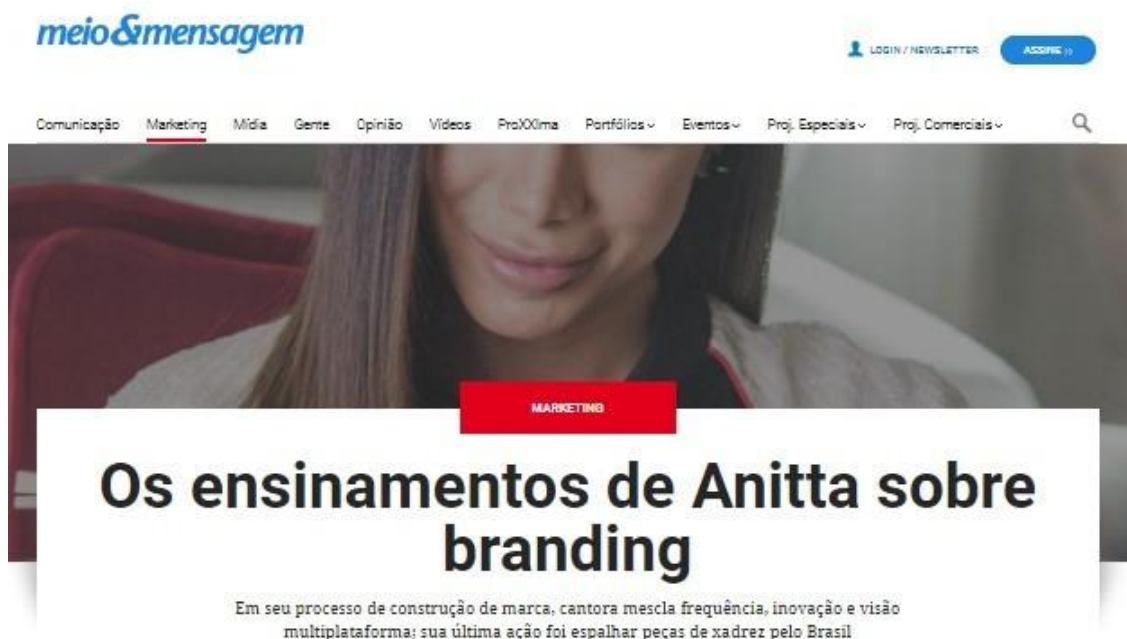 meio&mensagem
LOGIN / NEWSLETTER
ASSINE
Comunicação Marketing Mídia Gente Opinião Vídeos ProXXIma Portfólios Eventos Proj. Especiais Proj. Comerciais
MARKETING
Os ensinamentos de Anitta sobre
branding
Em seu processo de construção de marca, cantora mescla frequência, inovação e visão
multiplataforma; sua última ação foi espalhar peças de xadrez pelo Brasil